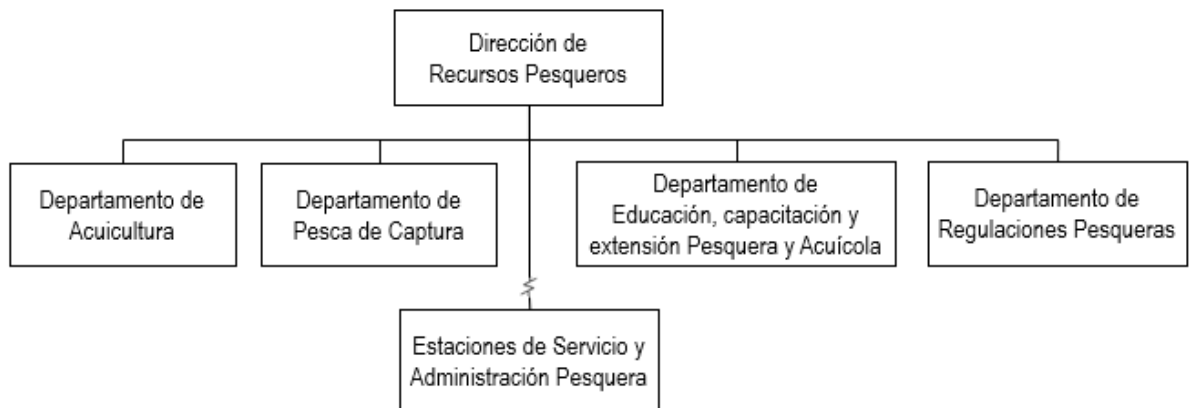 Dirección de
Recursos Pesqueros
Departamento de
Acuicultura
Departamento de
Pesca de Captura
Departamento de
Educación, capacitación y
extensión Pesquera y Acuícola
Departamento de
Regulaciones Pesqueras
Estaciones de Servicio y
Administración Pesquera